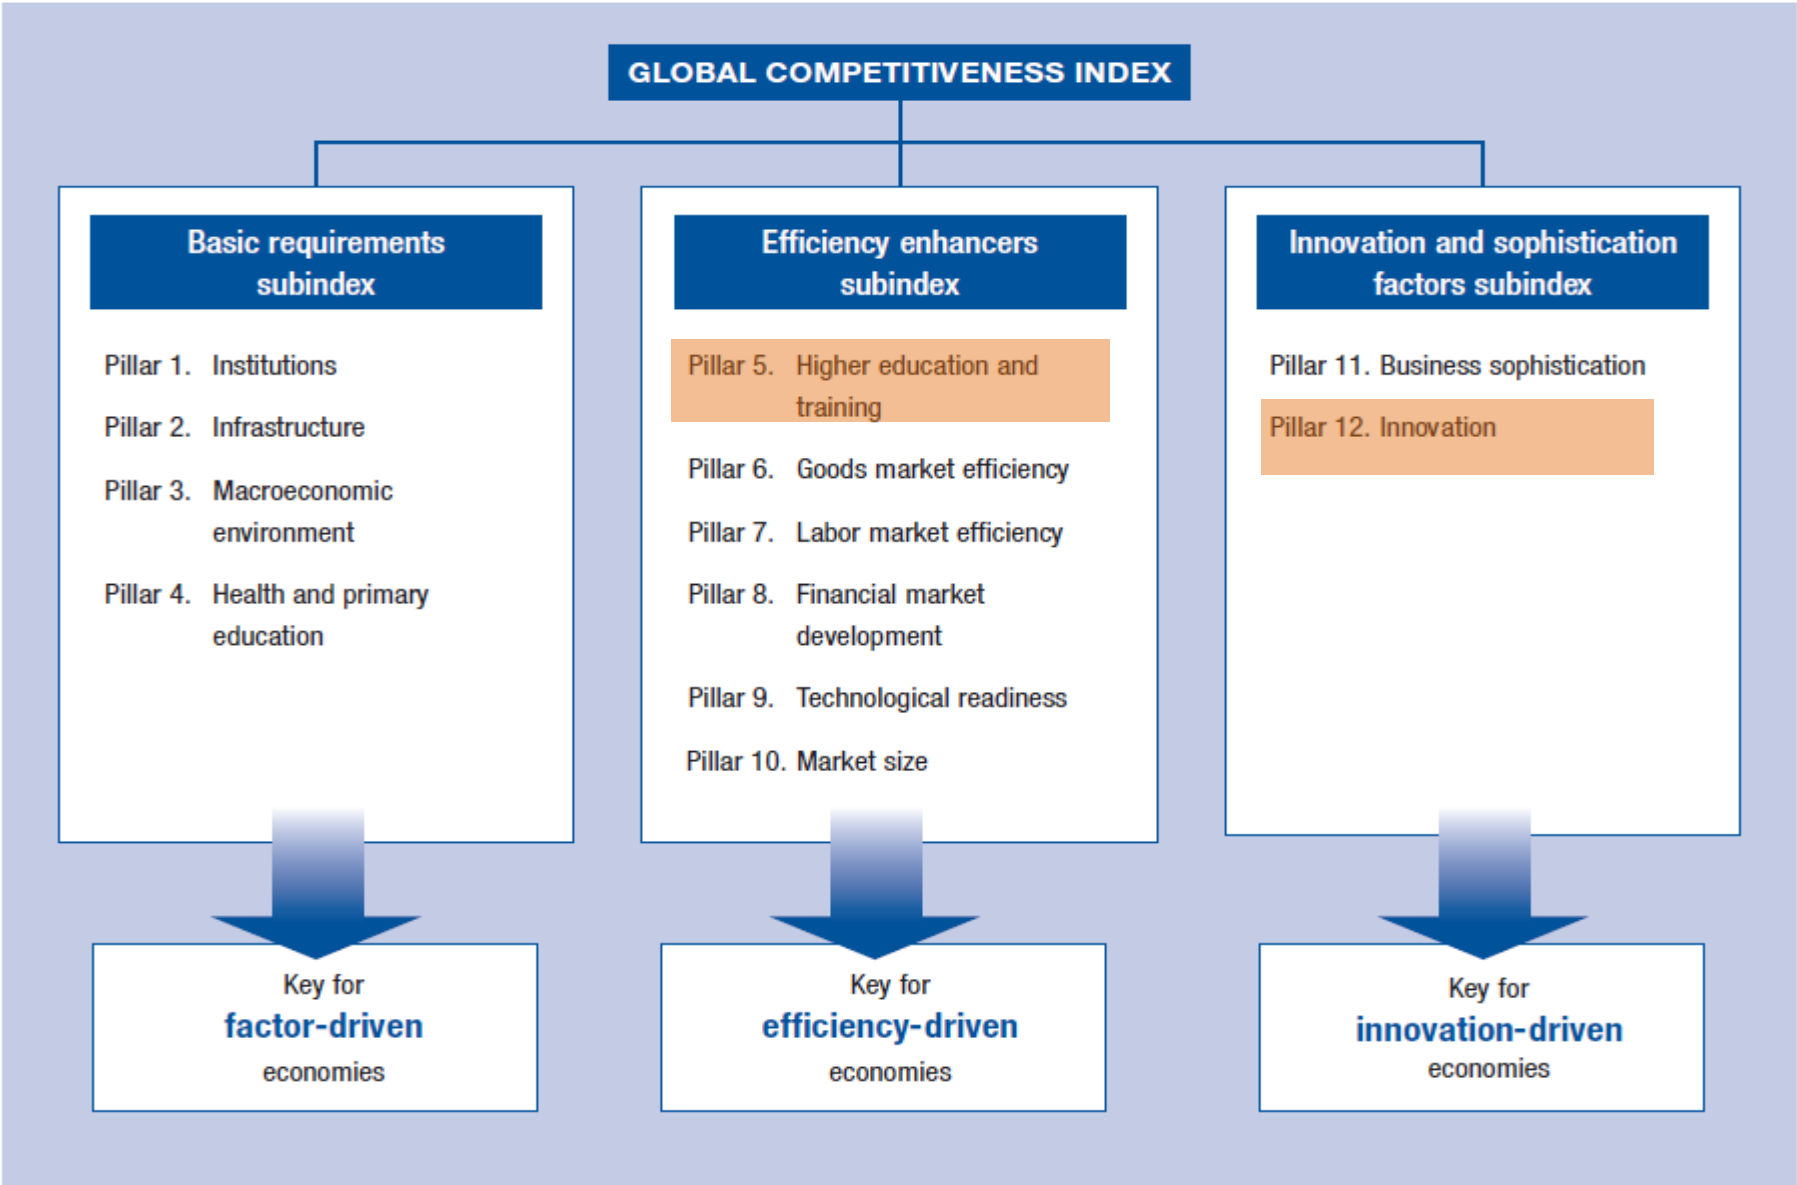 GLOBAL COMPETITIVENESS INDEX
Basic requirements
subindex
Pillar 1. Institutions
Pillar 2. Infrastructure
Pillar 3. Macroeconomic
environment
Pillar 4. Health and primary
education
Key for
factor-driven
economies
Efficiency enhancers
subindex
Pillar 5. Higher education and
training
Pillar 6. Goods market efficiency
Pillar 7. Labor market efficiency
Pillar 8. Financial market
development
Pillar 9. Technological readiness
Pillar 10. Market size
Key for
efficiency-driven
economies
Innovation and sophistication
factors subindex
Pillar 11. Business sophistication
Pillar 12. Innovation
Key for
innovation-driven
economies